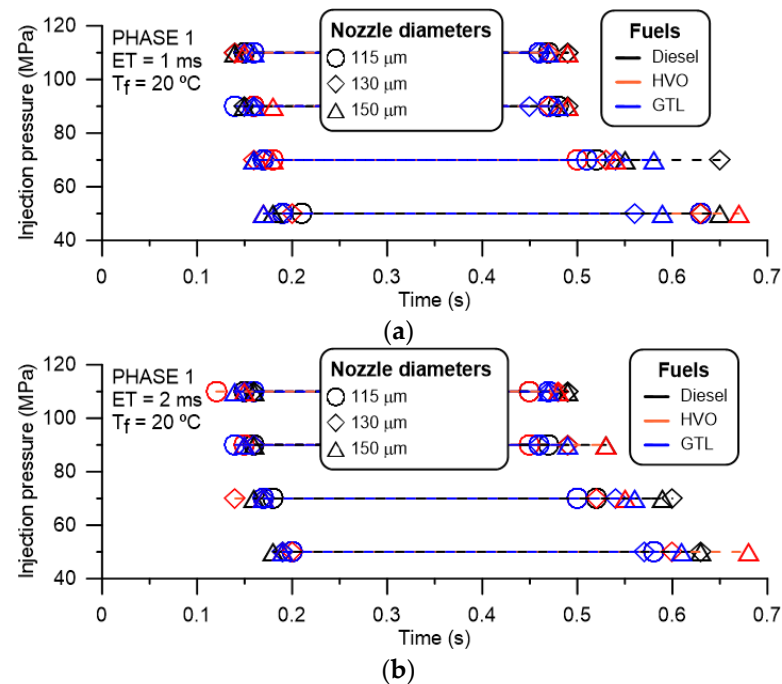 PHASE 1
ET = 1 ms
Tf = 20 ºC
Nozzle diameters
115 μm
130 μm
150 μm
Fuels
Diesel
HVO
GTL
Injection pressure (MPa)
120
100
80
60
40
0 0.1 0.2 0.3 0.4 0.5 0.6 0.7
Time (s)
(a)
PHASE 1
ET = 2 ms
Tf = 20 ºC
Nozzle diameters
115 μm
130 μm
150 μm
Fuels
Diesel
HVO
GTL
Injection pressure (MPa)
120
100
80
60
40
0 0.1 0.2 0.3 0.4 0.5 0.6 0.7
Time (s)
(b)